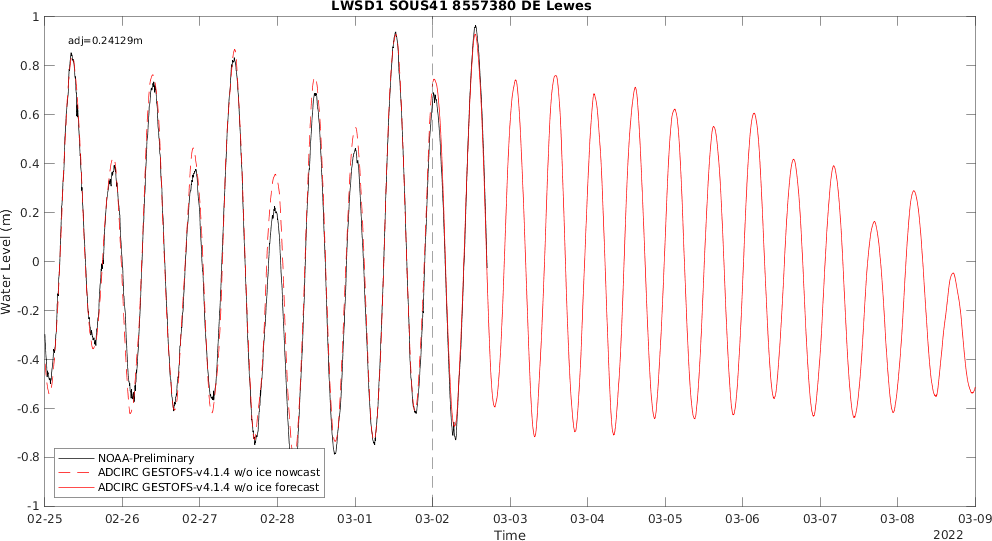 LWSD1 SOUS41 8557380 DE Lewes
adj=0.24129m
1
0.8
0.6
0.4
0.2
0
-0.2
-0.4
-0.6
-0.8
-1
Water Level (m)
NOAA-Preliminary
ADCIRC GESTOFS-v4.1.4 w/o ice nowcast
ADCIRC GESTOFS-v4.1.4 w/o ice forecast
02-25 02-26 02-27 02-28 03-01 03-02 03-03 03-04 03-05 03-06 03-07 03-08 03-09
Time
2022